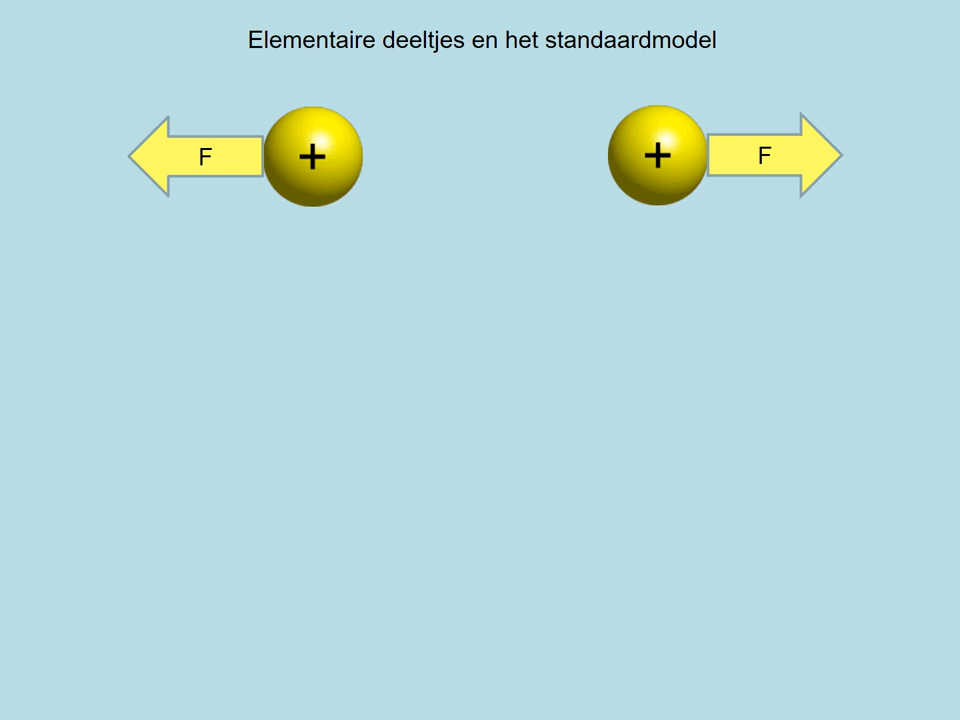 Elementaire deeltjes en het standaardmodel
F + + F